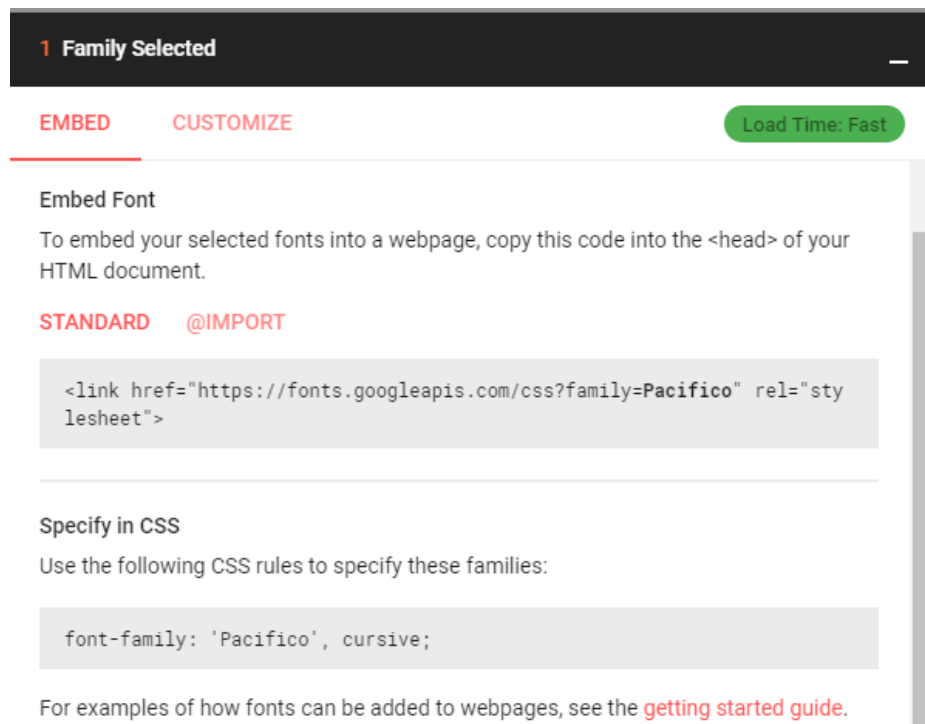 1 Family Selected
EMBED CUSTOMIZE Load Time: Fast
Embed Font
To embed your selected fonts into a webpage, copy this code into the <head> of your
HTML document.
STANDARD @IMPORT
<link href="https://fonts.googleapis.com/css?family=Pacifico" rel="sty
lesheet">
Specify in CSS
Use the following CSS rules to specify these families:
font-family: 'Pacifico', cursive;
For examples of how fonts can be added to webpages, see the getting started guide.